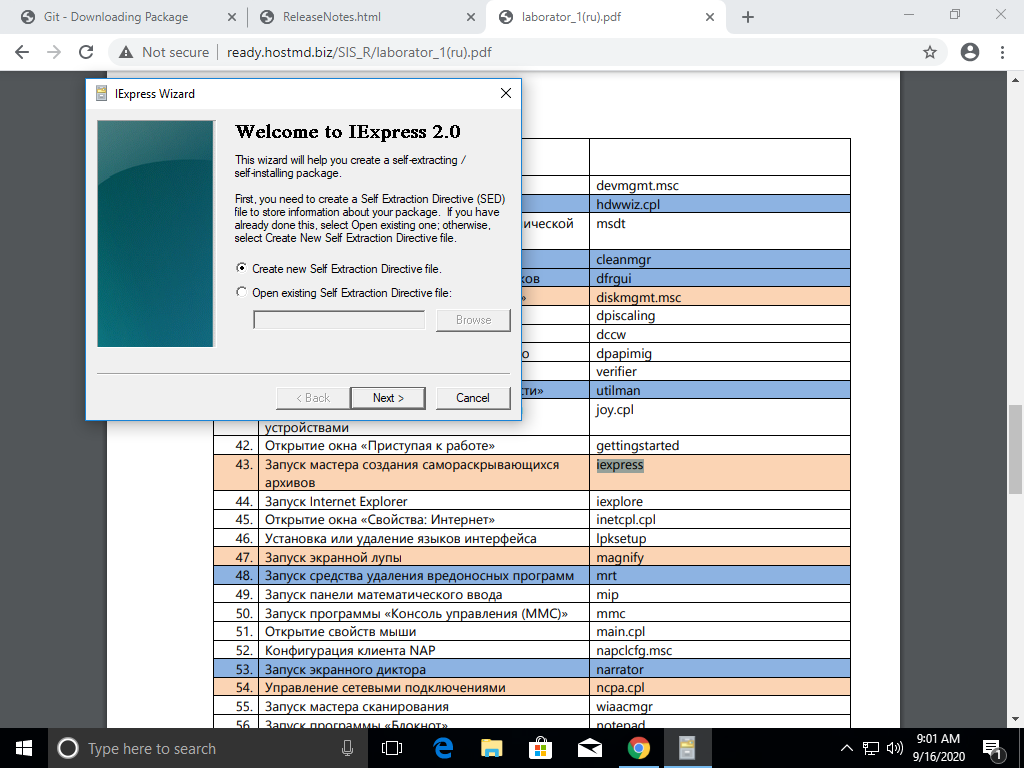 Git - Downloading Package
ReleaseNotes.html
laborator_1(ru).pdf
Not secure
ready.hostmd.biz/SIS_R/laborator_1(ru).pdf
IExpress Wizard
Welcome to IExpress 2.0
This wizard will help you create a self-extracting /
self-installing package.
First, you need to create a Self Extraction Directive (SED)
file to store information about your package. If you have
already done this, select Open existing one; otherwise,
select Create New Self Extraction Directive file.
Create new Self Extraction Directive file.
Open existing Self Extraction Directive file:
Browse
< Back
Next >
Cancel
devmgmt.msc
hdwwiz.cpl
ической msdt
cleanmgr
ков dfrgui
» diskmgmt.msc
dpiscaling
dccw
о dpapimig
verifier
ти» utilman
joy.cpl
устройствами
42. Открытие окна «Приступая к работе» gettingstarted
43. Запуск мастера создания самораскрывающихся iexpress
архивов
44. Запуск Internet Explorer iexplore
45. Открытие окна «Свойства: Интернет» inetcpl.cpl
46. Установка или удаление языков интерфейса lpksetup
47. Запуск экранной лупы magnify
48. Запуск средства удаления вредоносных программ mrt
49. Запуск панели математического ввода mip
50. Запуск программы «Консоль управления (MMC)» mmc
51. Открытие свойств мыши main.cpl
52. Конфигурация клиента NAP napclcfg.msc
53. Запуск экранного диктора narrator
54. Управление сетевыми подключениями ncpa.cpl
55. Запуск мастера сканирования wiaacmgr
56. Запуск программы «Блокнот» notepad
Type here to search
9:01 AM
9/16/2020
1